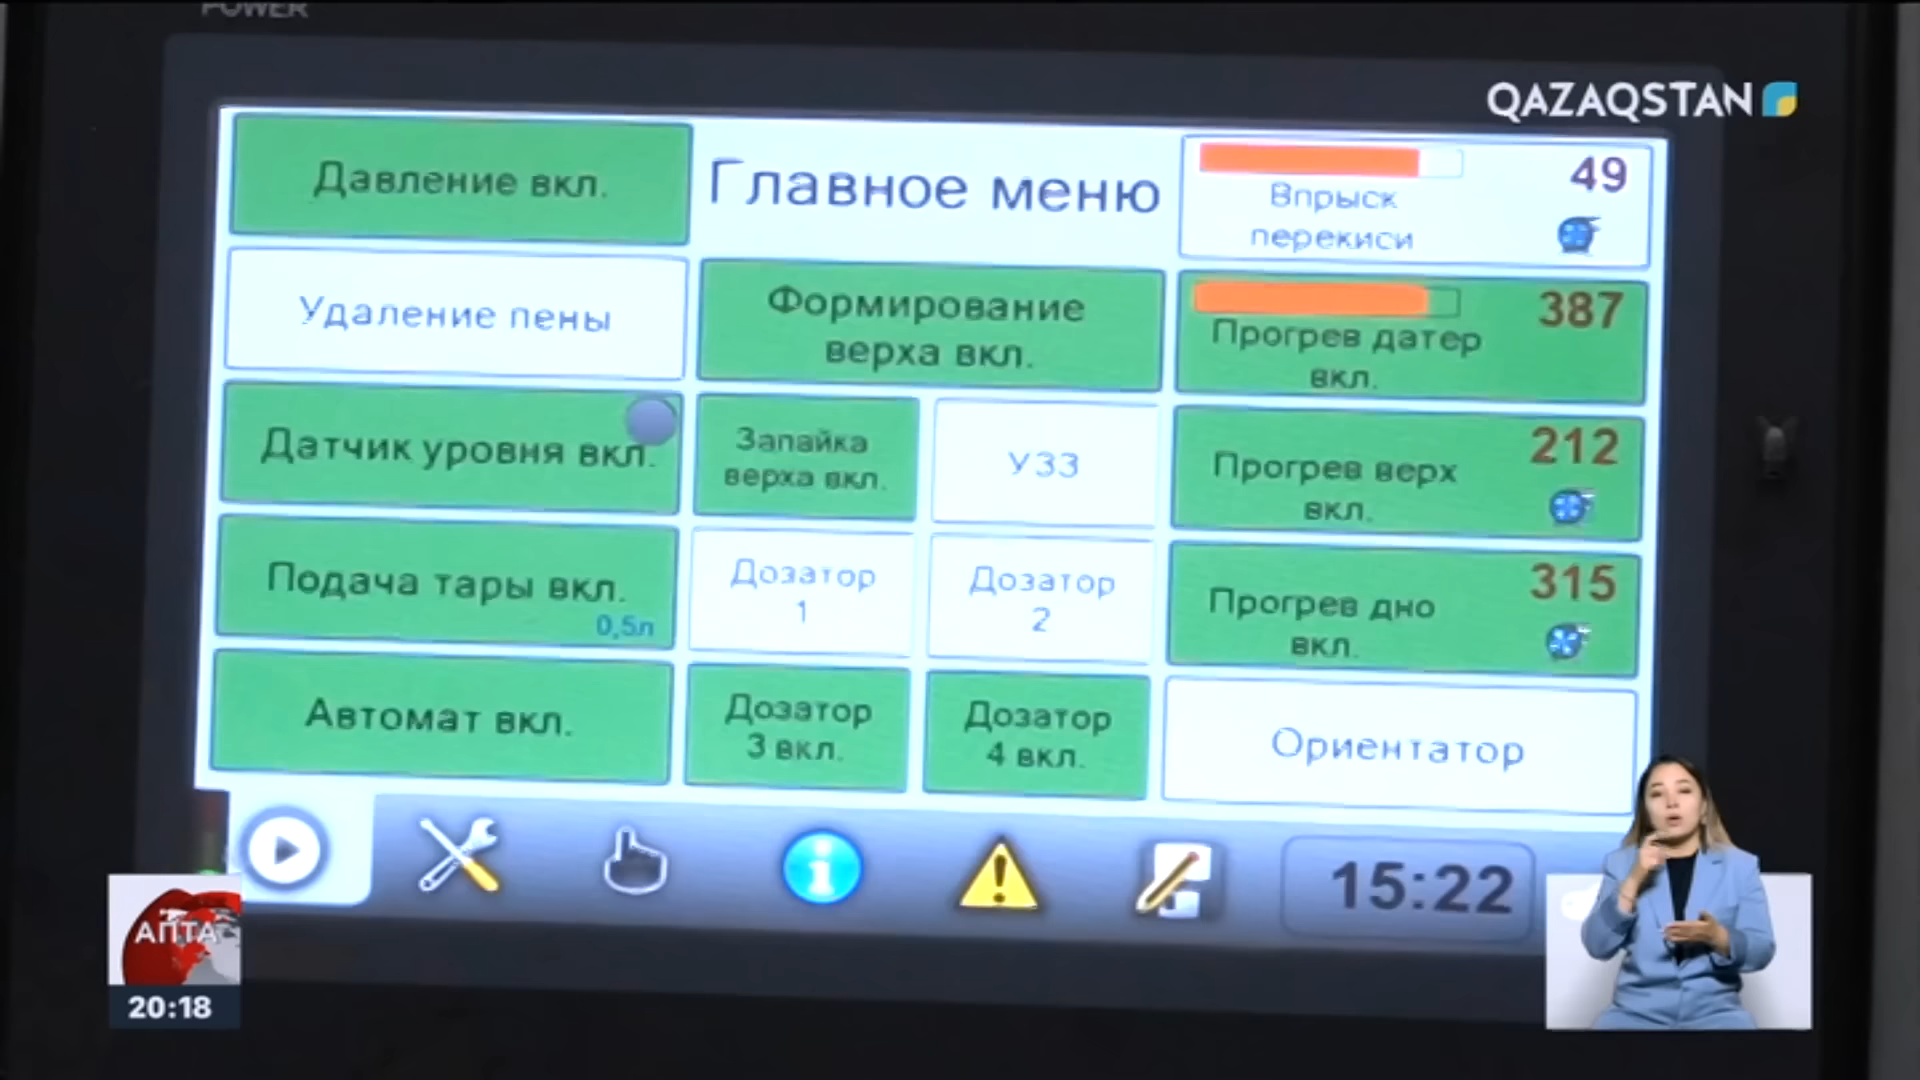 POWER
QAZAQSTAN
Давление вкл.
Главное меню
49
Впрыск
перекиси
Удаление пены
Формирование
верха вкл.
387
Прогрев датер
вкл.
Датчик уровня вкл.
Запайка
верха вкл.
УЗЗ
212
Прогрев верх
вкл.
Подача тары вкл.
0,5л
Дозатор
1
Дозатор
2
315
Прогрев дно
вкл.
Автомат вкл.
Дозатор
3 вкл.
Дозатор
4 вкл.
Ориентатор
15:22
АПТА
20:18